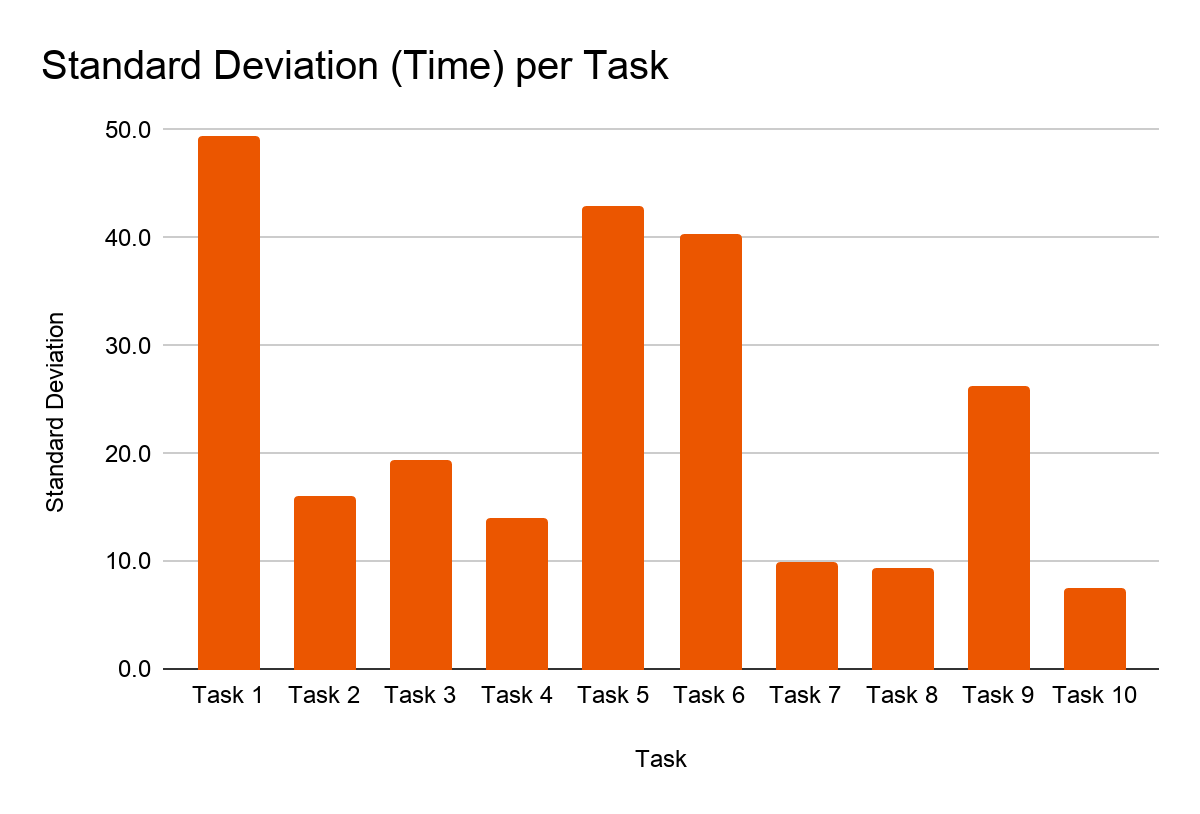 Standard Deviation (Time) per Task
50.0
40.0
30.0
20.0
10.0
0.0
Standard Deviation
Task 1 Task 2 Task 3 Task 4 Task 5 Task 6 Task 7 Task 8 Task 9 Task 10
Task